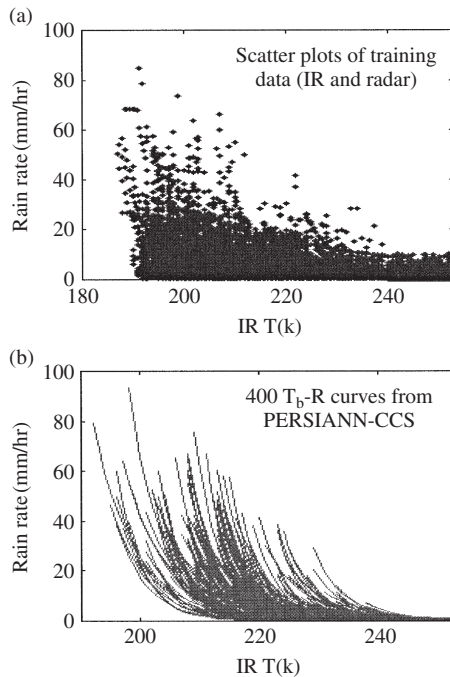 (a)
Scatter plots of training
data (IR and radar)
Rain rate (mm/hr)
100
80
60
40
20
0
180
200
220
240
IR T(k)
(b)
400 T_b-R curves from
PERSIANN-CCS
Rain rate (mm/hr)
100
80
60
40
20
0
200
220
240
IR T(k)